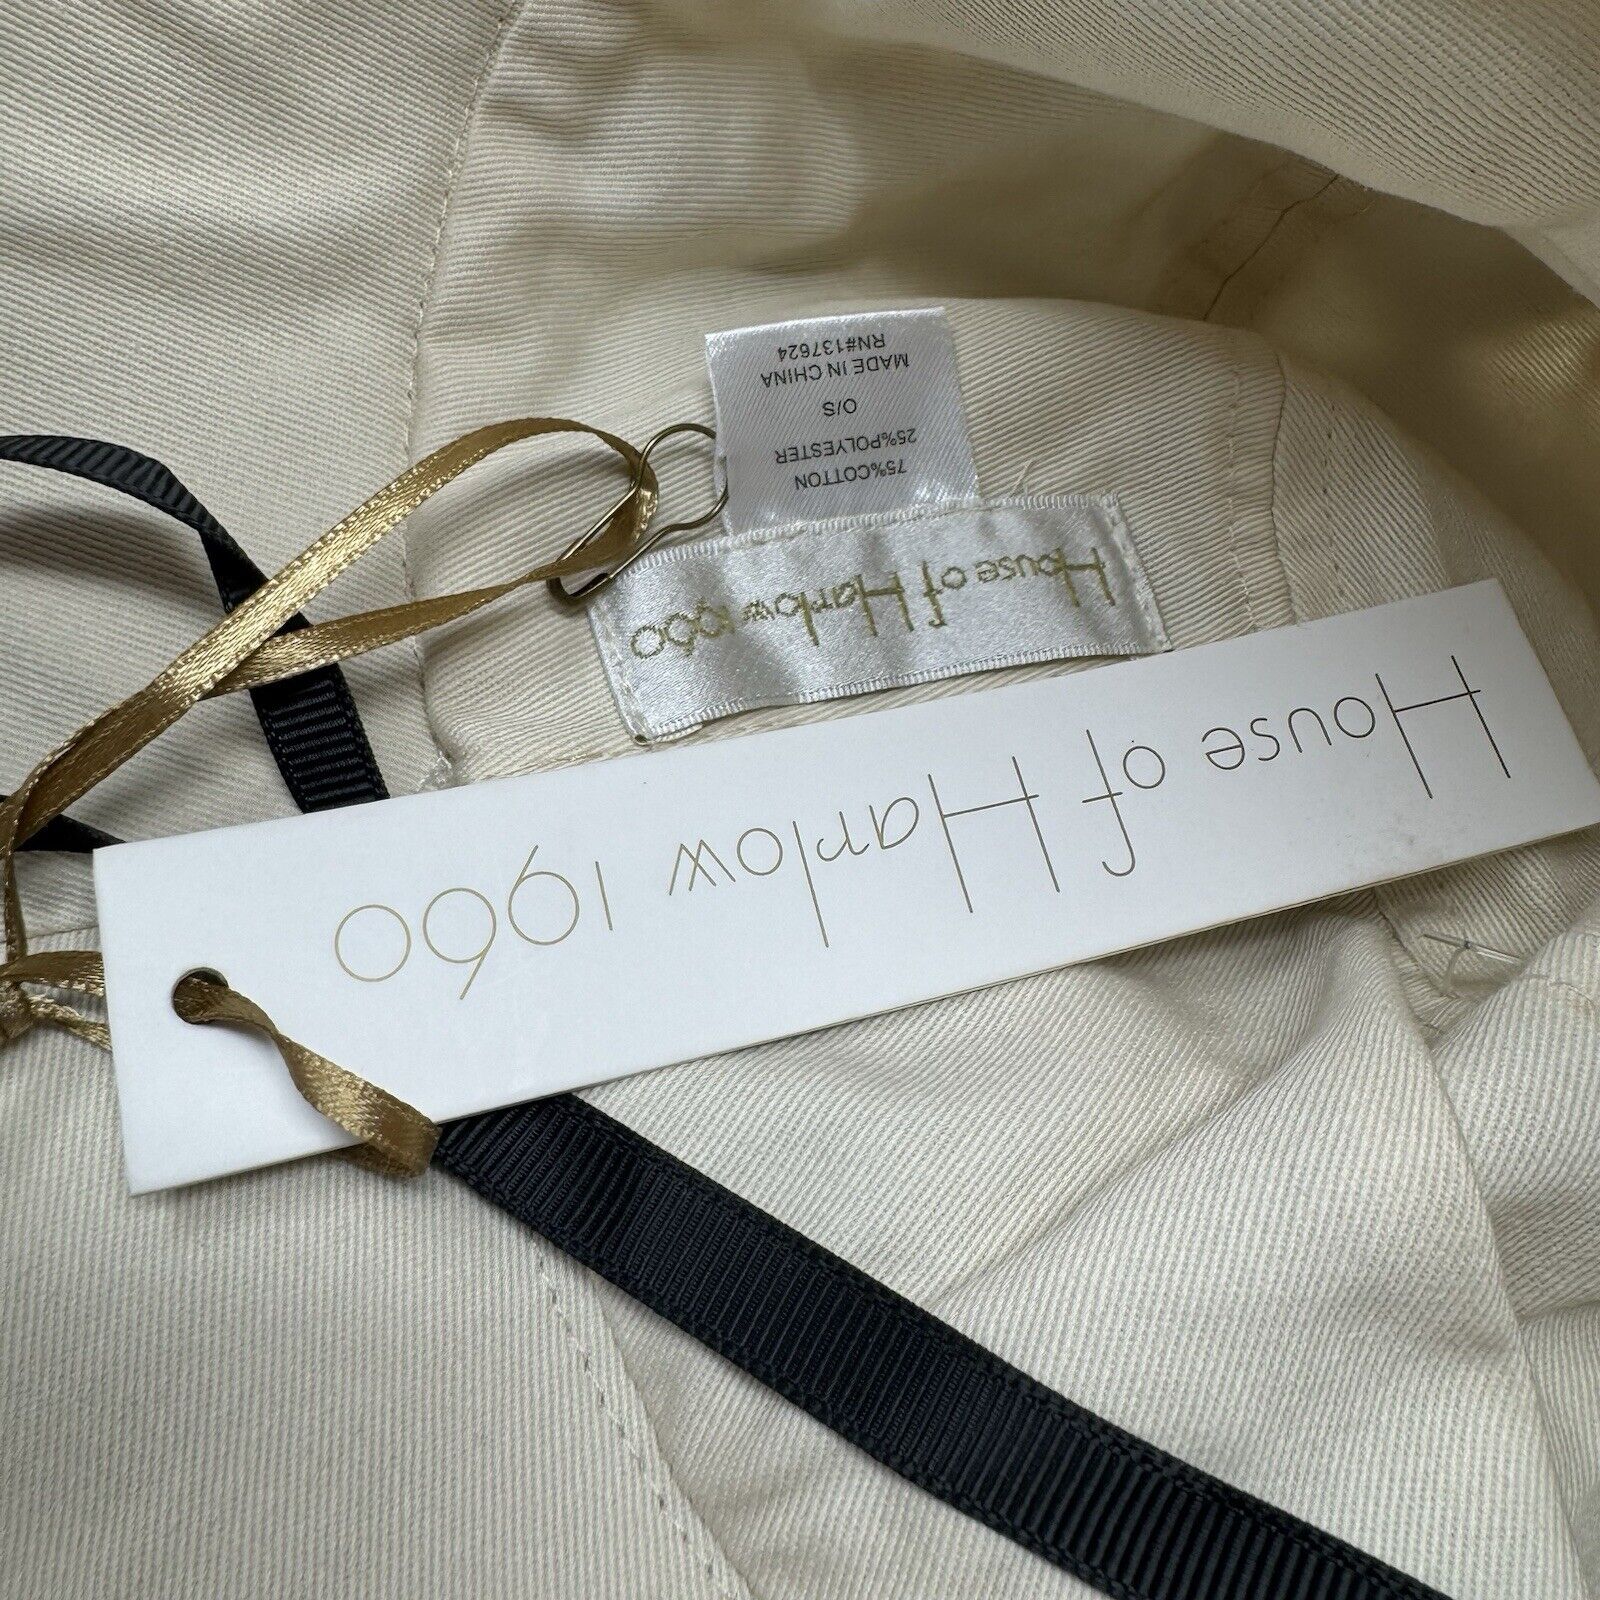 House of Harlow 1960
House of Harlow 1960
75%COTTON
25%POLYESTER
O/S
MADE IN CHINA
RN#137624